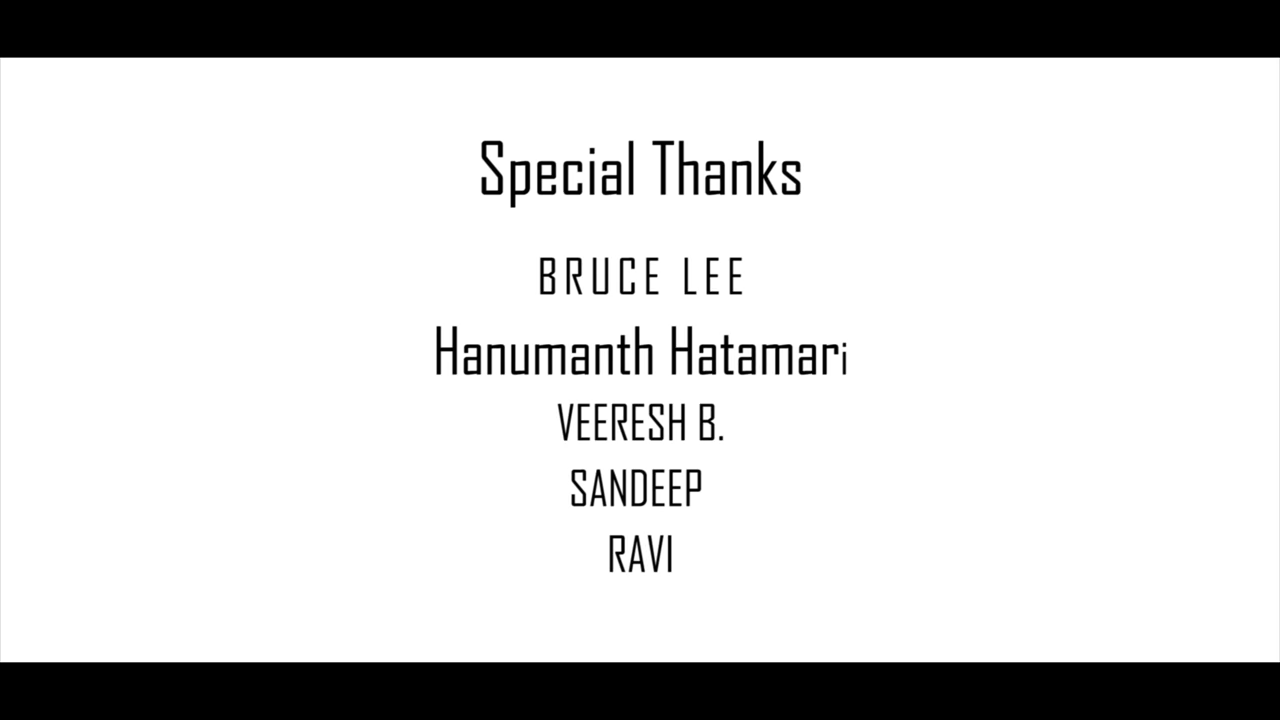 Special Thanks
BRUCE LEE
Hanumanth Hatamari
VEERESH B.
SANDEEP
RAVI